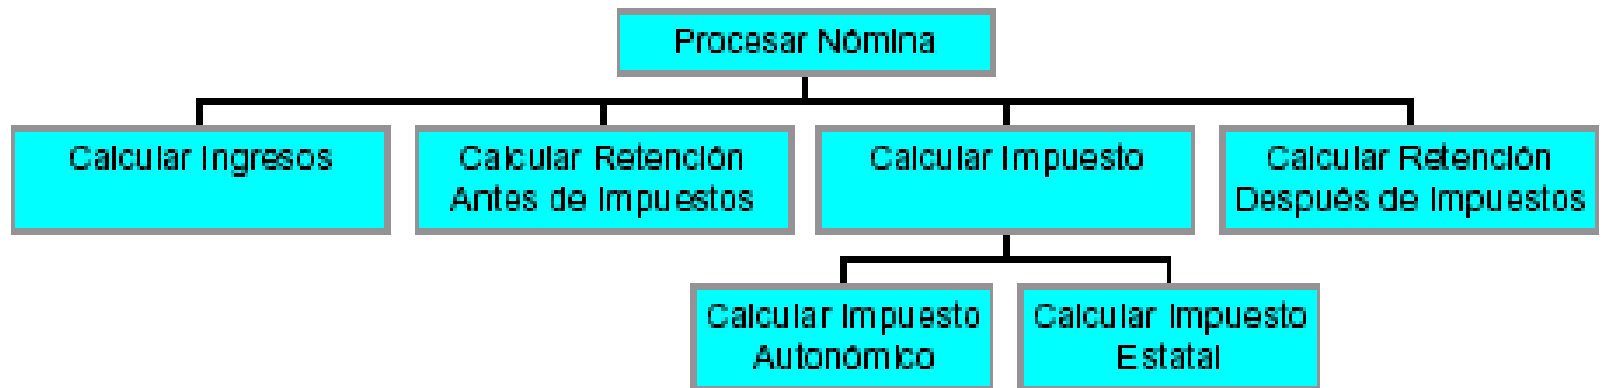 Procesar Nómina
Calcular Ingresos
Calcular Retención
Antes de Impuestos
Calcular Impuesto
Calcular Retención
Después de Impuestos
Calcular Impuesto
Autonómico
Calcular Impuesto
Estatal